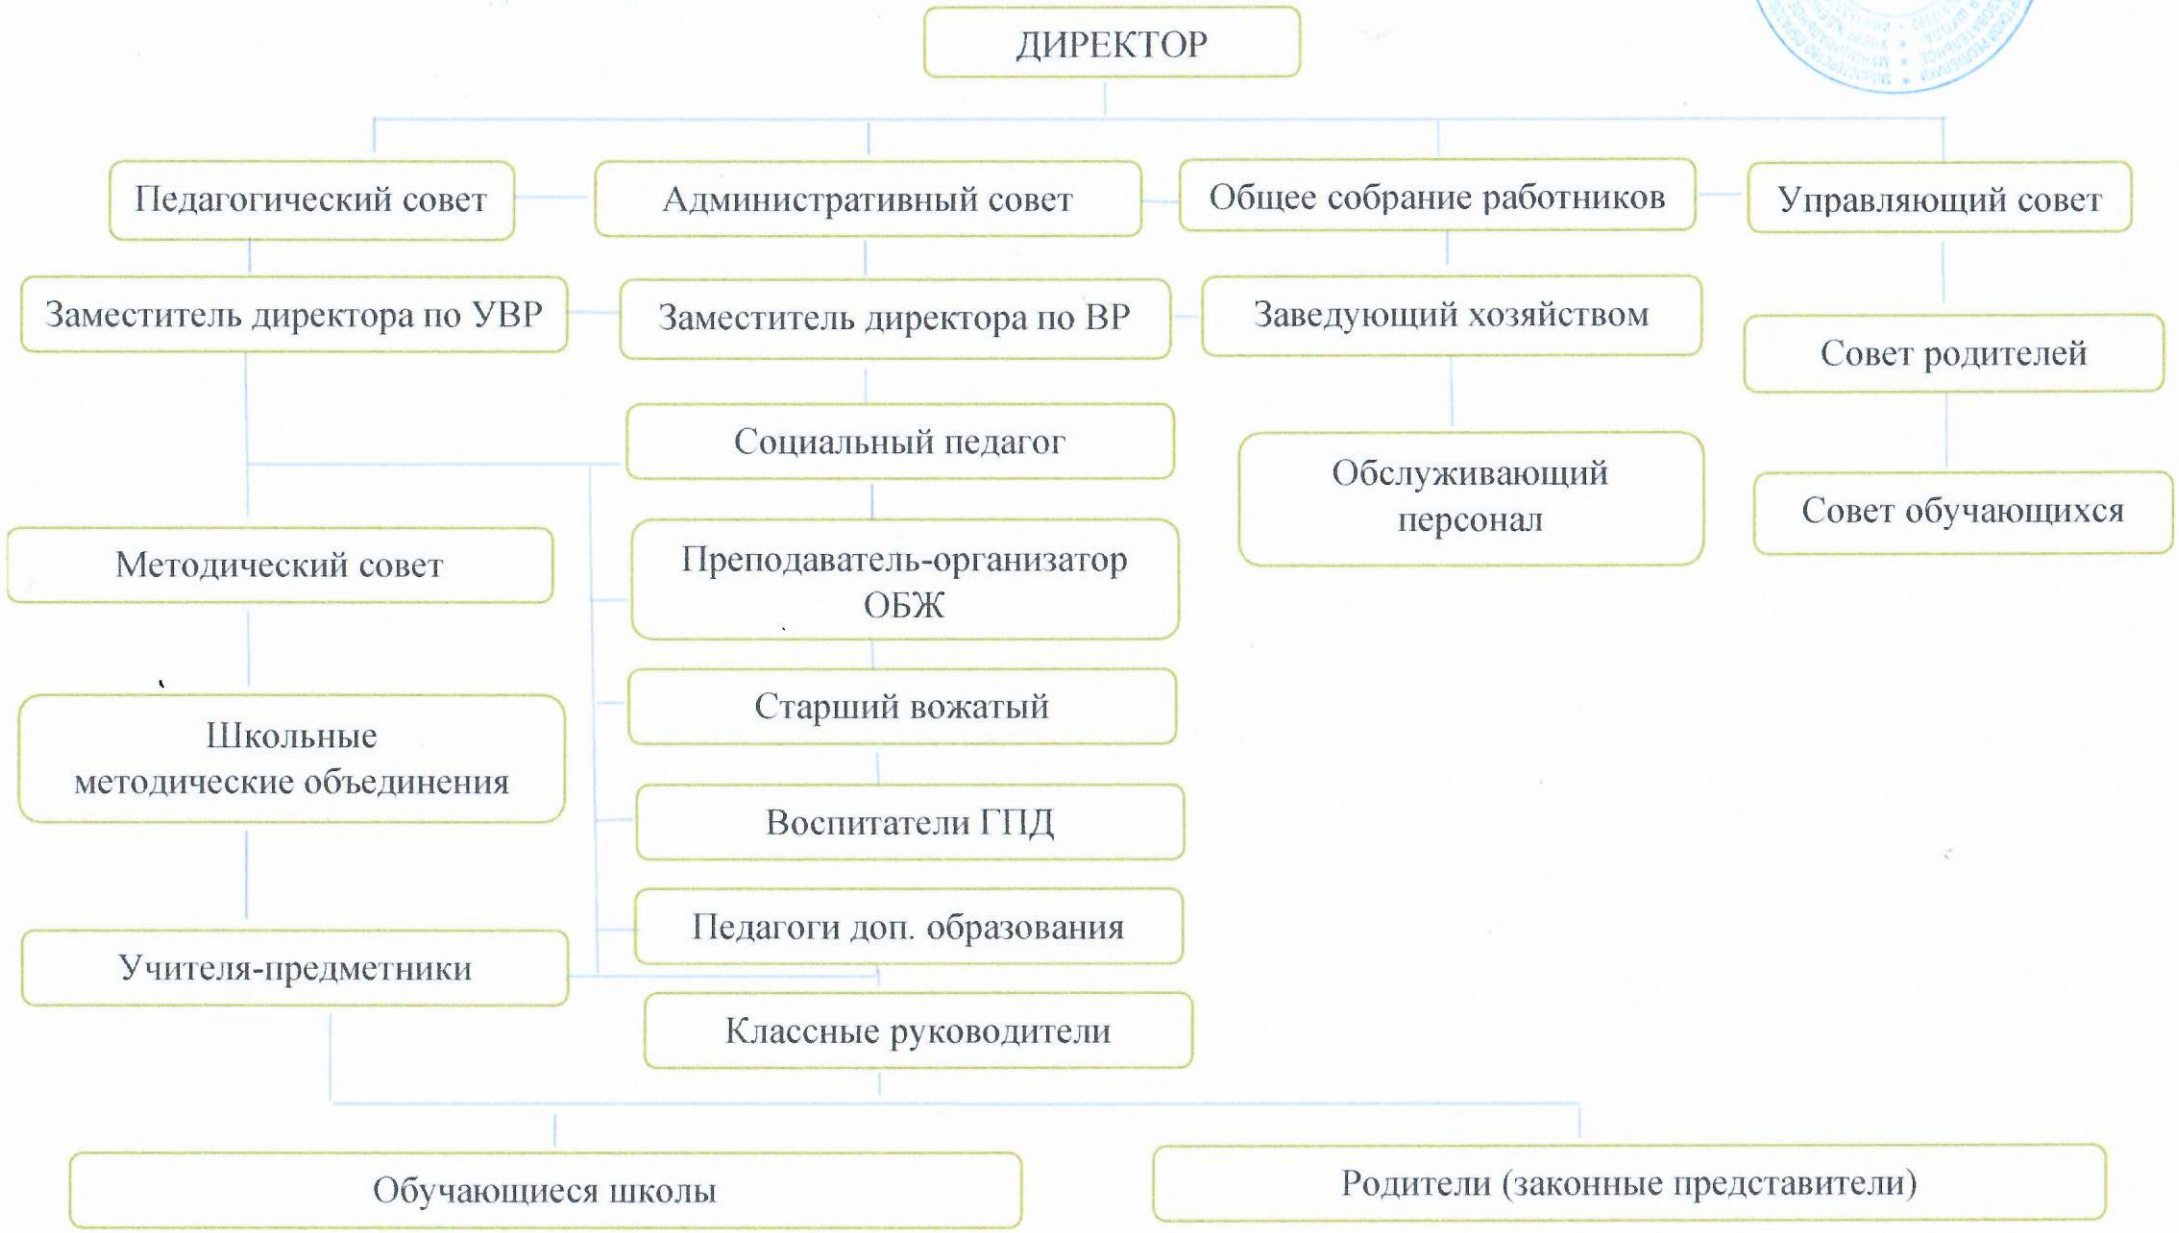 ДИРЕКТОР
Педагогический совет
Административный совет
Общее собрание работников
Управляющий совет
Заместитель директора по УВР
Заместитель директора по ВР
Заведующий хозяйством
Совет родителей
Социальный педагог
Обслуживающий
персонал
Совет обучающихся
Методический совет
Преподаватель-организатор
ОБЖ
Старший вожатый
Школьные
методические объединения
Воспитатели ГПД
Педагоги доп. образования
Учителя-предметники
Классные руководители
Обучающиеся школы
Родители (законные представители)